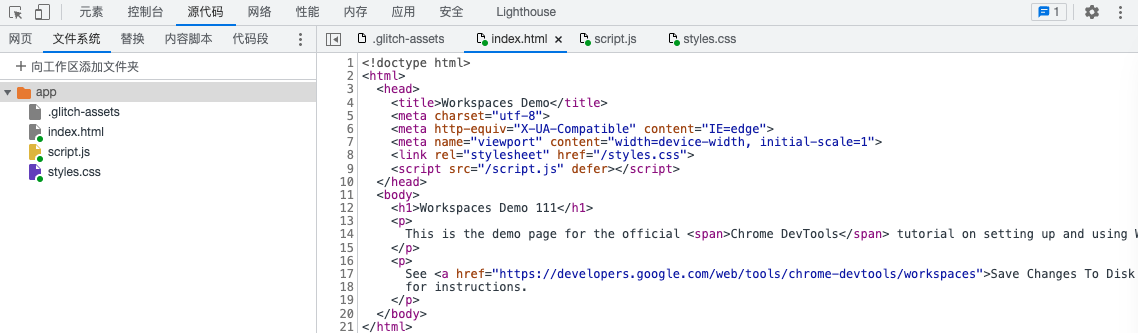 元素 控制台 源代码 网络 性能 内存 应用 安全 Lighthouse 1
网页 文件系统 替换 内容脚本 代码段 .glitch-assets index.html × script.js styles.css
+ 向工作区添加文件夹
app
.glitch-assets
index.html
script.js
styles.css
1 <!doctype html>
2 <html>
3   <head>
4     <title>Workspaces Demo</title>
5     <meta charset="utf-8">
6     <meta http-equiv="X-UA-Compatible" content="IE=edge">
7     <meta name="viewport" content="width=device-width, initial-scale=1">
8     <link rel="stylesheet" href="/styles.css">
9     <script src="/script.js" defer></script>
10   </head>
11   <body>
12     <h1>Workspaces Demo 111</h1>
13     <p>
14       This is the demo page for the official <span>Chrome DevTools</span> tutorial on setting up and using
15     </p>
16     <p>
17       See <a href="https://developers.google.com/web/tools/chrome-devtools/workspaces">Save Changes To Disk
18       for instructions.
19     </p>
20   </body>
21 </html>